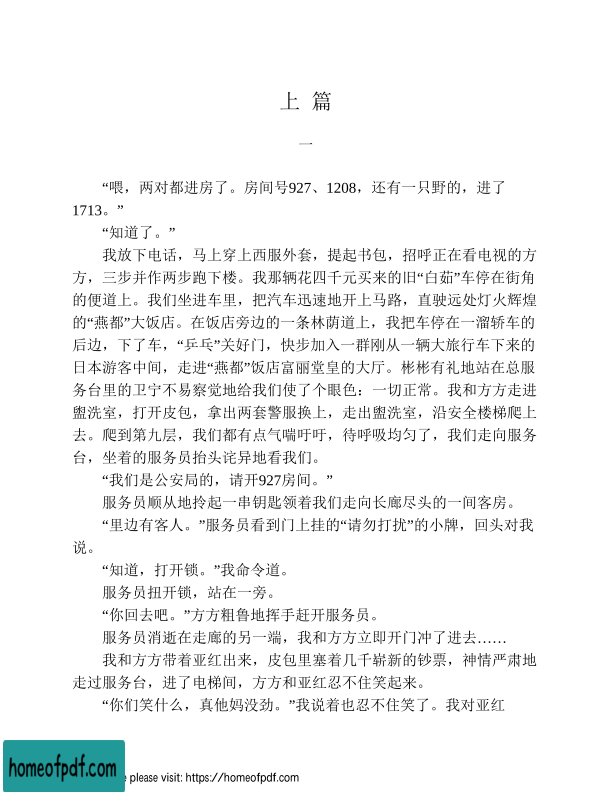 上 篇
一
“喂，两对都进房了。房间号927、1208，还有一只野的，进了
1713。”
“知道了。”
我放下电话，马上穿上西服外套，提起书包，招呼正在看电视的方
方，三步并作两步跑下楼。我那辆花四千元买来的旧“白茹”车停在街角
的便道上。我们坐进车里，把汽车迅速地开上马路，直驶远处灯火辉煌
的“燕都”大饭店。在饭店旁边的一条林荫道上，我把车停在一溜轿车的
后边，下了车，“乒乓”关好门，快步加入一群刚从一辆大旅行车下来的
日本游客中间，走进“燕都”饭店富丽堂皇的大厅。彬彬有礼地站在总服
务台里的卫宁不易察觉地给我们使了个眼色：一切正常。我和方方走进
盥洗室，打开皮包，拿出两套警服换上，走出盥洗室，沿安全楼梯爬上
去。爬到第九层，我们都有点气喘吁吁，待呼吸均匀了，我们走向服务
台，坐着的服务员抬头诧异地看我们。
“我们是公安局的，请开927房间。”
服务员顺从地拎起一串钥匙领着我们走向长廊尽头的一间客房。
“里边有客人。”服务员看到门上挂的“请勿打扰”的小牌，回头对我
说。
“知道，打开锁。”我命令道。
服务员扭开锁，站在一旁。
“你回去吧。”方方粗鲁地挥手赶开服务员。
服务员消逝在走廊的另一端，我和方方立即开门冲了进去……
我和方方带着亚红出来，皮包里塞着几千崭新的钞票，神情严肃地
走过服务台，进了电梯间，方方和亚红忍不住笑起来。
“你们笑什么，真他妈没劲。”我说着也忍不住笑了。我对亚红
homeofpdf.com
please visit: https://homeofpdf.com